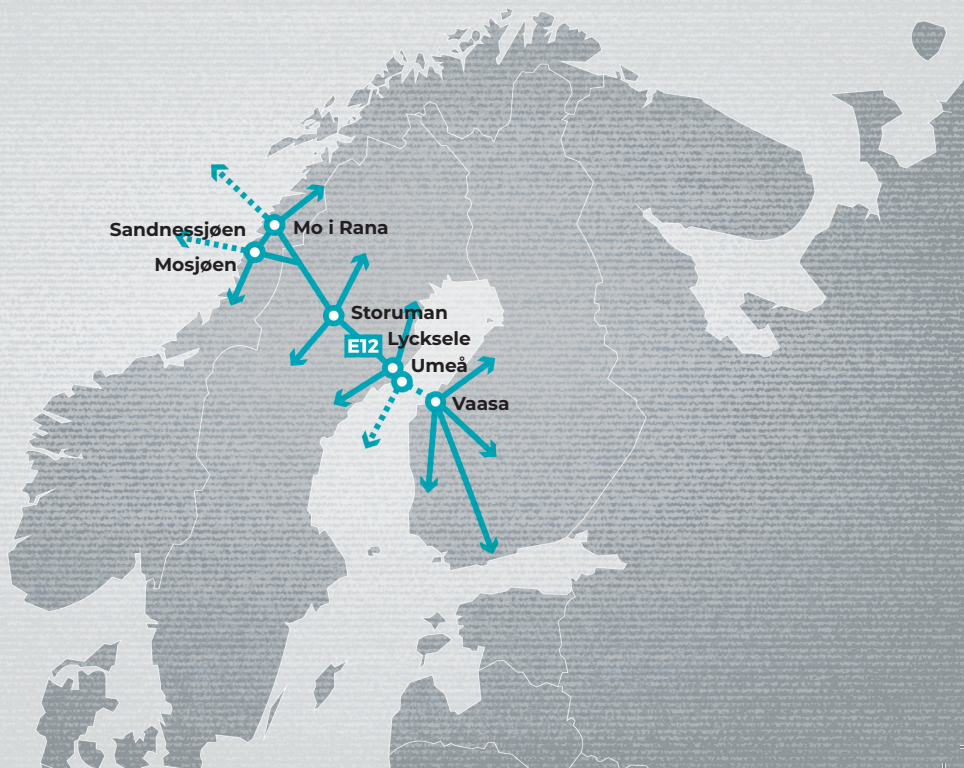 Sandnessjøen
Mo i Rana
Mosjøen
Storuman
Lycksele
E12
Umeå
Vaasa